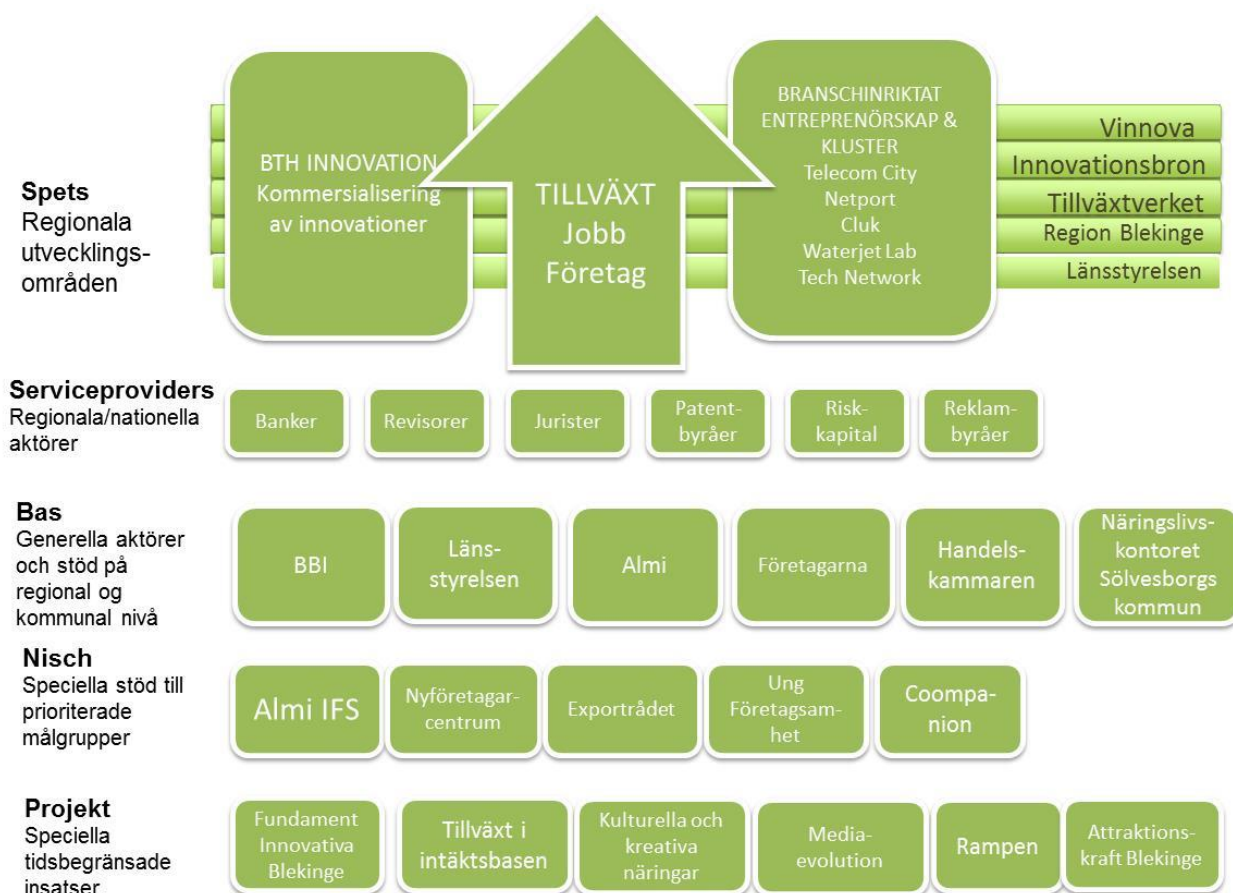 Spets
Regionala
utvecklings-
områden
BTH INNOVATION
Kommersialisering
av innovationer
TILLVÄXT
Jobb
Företag
BRANSCHINRIKTAT
ENTREPRENÖRSKAP &
KLUSTER
Telecom City
Netport
Cluk
Waterjet Lab
Tech Network
Vinnova
Innovationsbron
Tillväxtverket
Region Blekinge
Länsstyrelsen
Serviceproviders
Regionala/nationella
aktörer
Banker
Revisorer
Jurister
Patent-
byråer
Risk-
kapital
Reklam-
byråer
Bas
Generella aktörer
och stöd på
regional og
kommunal nivå
BBI
Läns-
styrelsen
Almi
Företagarna
Handels-
kammaren
Näringslivs-
kontoret
Sölvesborgs
kommun
Nisch
Speciella stöd till
prioriterade
målgrupper
Almi IFS
Nyföretagar-
centrum
Exportrådet
Ung
Företagsam-
het
Coompa-
nion
Projekt
Speciella
tidsbegränsade
insatser
Fundament
Innovativa
Blekinge
Tillväxt i
intäktsbasen
Kulturella och
kreativa
näringar
Media-
evolution
Rampen
Attraktions-
kraft Blekinge